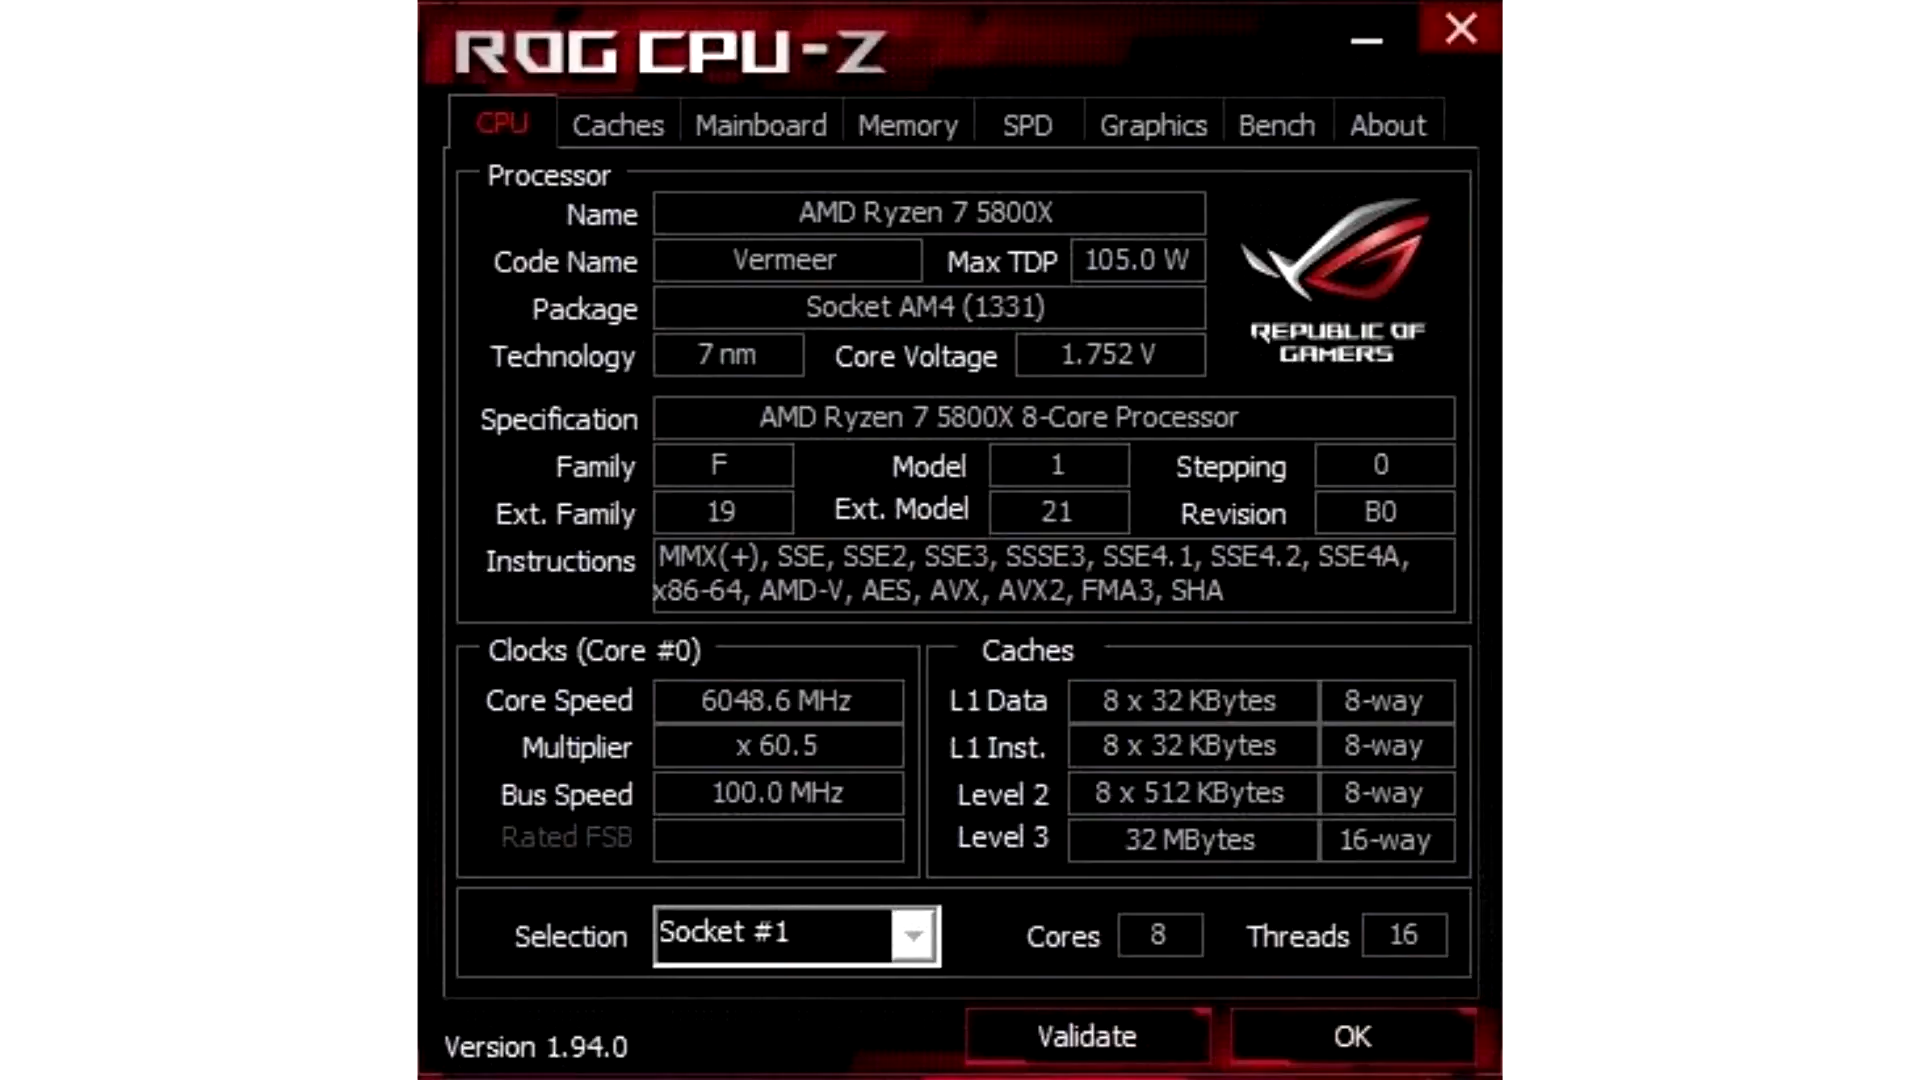 ROG CPU-Z
CPU Caches Mainboard Memory SPD Graphics Bench About
Processor
Name AMD Ryzen 7 5800X
Code Name Vermeer Max TDP 105.0 W
Package Socket AM4 (1331)
Technology 7 nm Core Voltage 1.752 V
REPUBLIC OF
GAMERS
Specification AMD Ryzen 7 5800X 8-Core Processor
Family F Model 1 Stepping 0
Ext. Family 19 Ext. Model 21 Revision B0
Instructions MMX(+), SSE, SSE2, SSE3, SSSE3, SSE4.1, SSE4.2, SSE4A,
x86-64, AMD-V, AES, AVX, AVX2, FMA3, SHA
Clocks (Core #0)
Core Speed 6048.6 MHz
Multiplier x 60.5
Bus Speed 100.0 MHz
Rated FSB
Caches
L1 Data 8 x 32 KBytes 8-way
L1 Inst. 8 x 32 KBytes 8-way
Level 2 8 x 512 KBytes 8-way
Level 3 32 MBytes 16-way
Selection Socket #1 Cores 8 Threads 16
Version 1.94.0 Validate OK